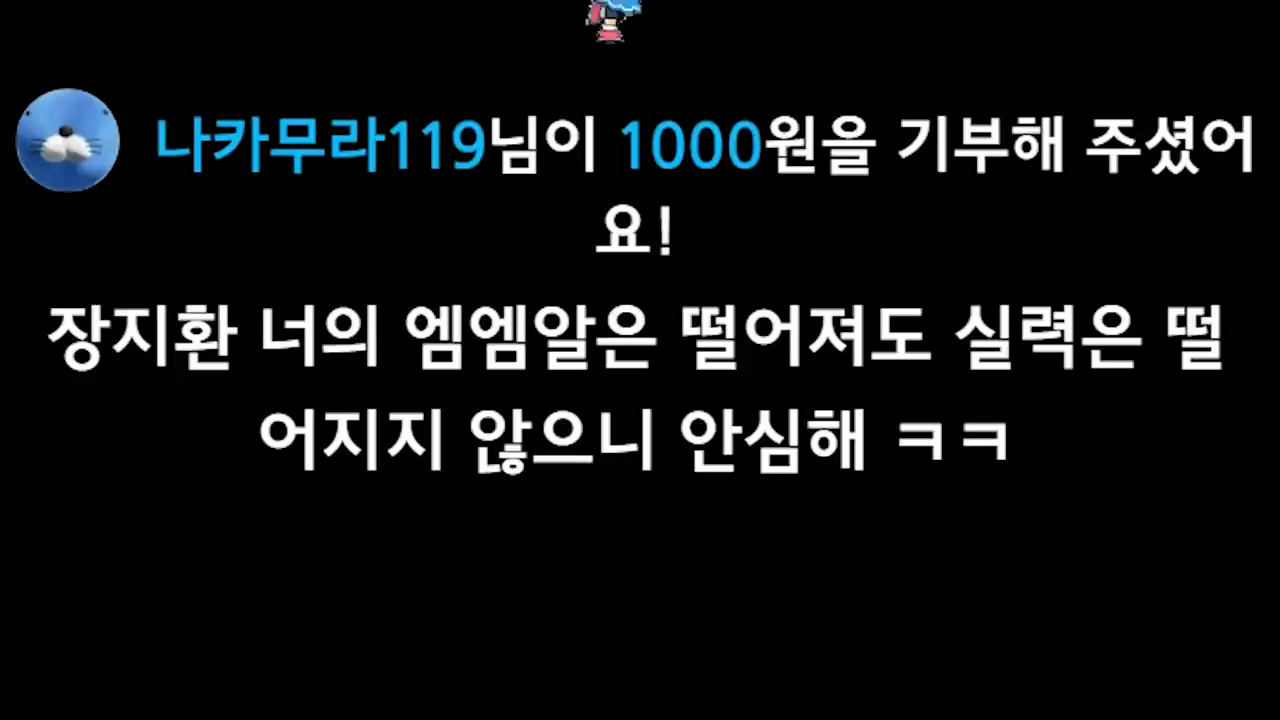 나카무라119님이 1000원을 기부해 주셨어
요!
장지환 너의 엠엠알은 떨어져도 실력은 떨
어지지 않으니 안심해 ㅋㅋ